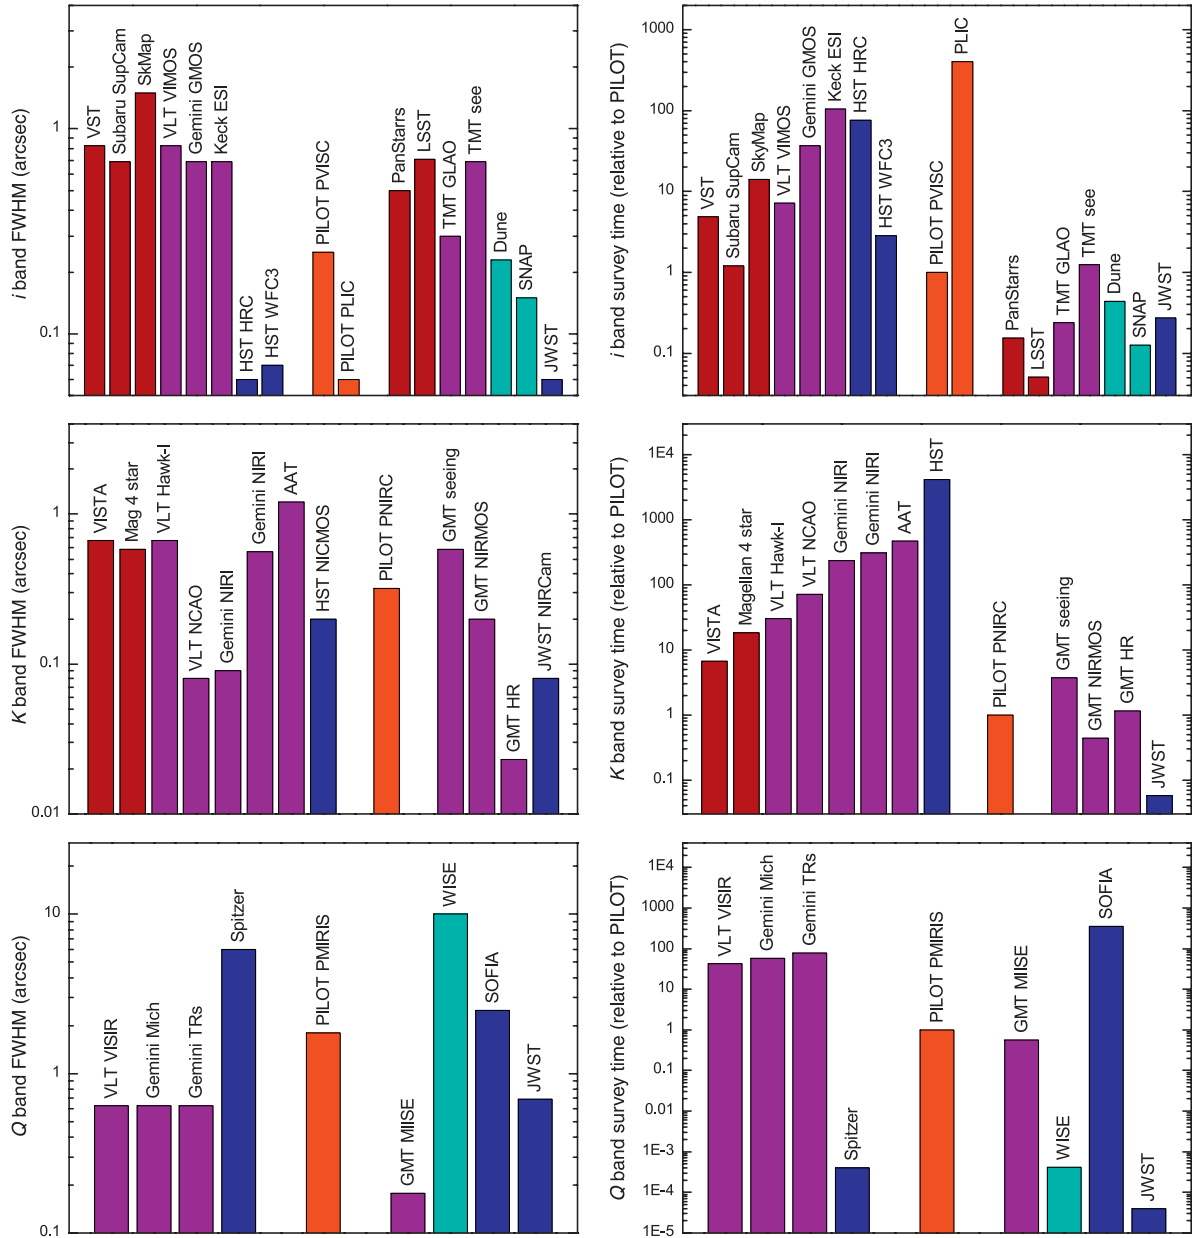 i band FWHM (arcsec)
1
0.1
VST
Subaru SupCam
SkMap
VLT VIMOS
Gemini GMOS
Keck ESI
HST HRC
HST WFC3
PILOT PVISC
PILOT PLIC
PanStarrs
LSST
TMT GLAO
TMT see
Dune
SNAP
JWST
i band survey time (relative to PILOT)
1000
100
10
1
0.1
VST
Subaru SupCam
SkyMap
VLT VIMOS
Gemini GMOS
Keck ESI
HST HRC
HST WFC3
PILOT PVISC
PLIC
PanStarrs
LSST
TMT GLAO
TMT see
Dune
SNAP
JWST
K band FWHM (arcsec)
1
0.1
0.01
VISTA
Mag 4 star
VLT Hawk-I
VLT NCAO
Gemini NIRI
Gemini NIRI
AAT
HST NICMOS
PILOT PNIRC
GMT seeing
GMT NIRMOS
GMT HR
JWST NIRCam
K band survey time (relative to PILOT)
1E4
1000
100
10
1
0.1
VISTA
Magellan 4 star
VLT Hawk-I
VLT NCAO
Gemini NIRI
Gemini NIRI
AAT
HST
PILOT PNIRC
GMT seeing
GMT NIRMOS
GMT HR
JWST
Q band FWHM (arcsec)
10
1
0.1
VLT VISIR
Gemini Mich
Gemini TRs
Spitzer
PILOT PMIRIS
GMT MIISE
WISE
SOFIA
JWST
Q band survey time (relative to PILOT)
1E4
1000
100
10
1
0.1
0.01
1E-3
1E-4
1E-5
VLT VISIR
Gemini Mich
Gemini TRs
Spitzer
PILOT PMIRIS
GMT MIISE
WISE
SOFIA
JWST